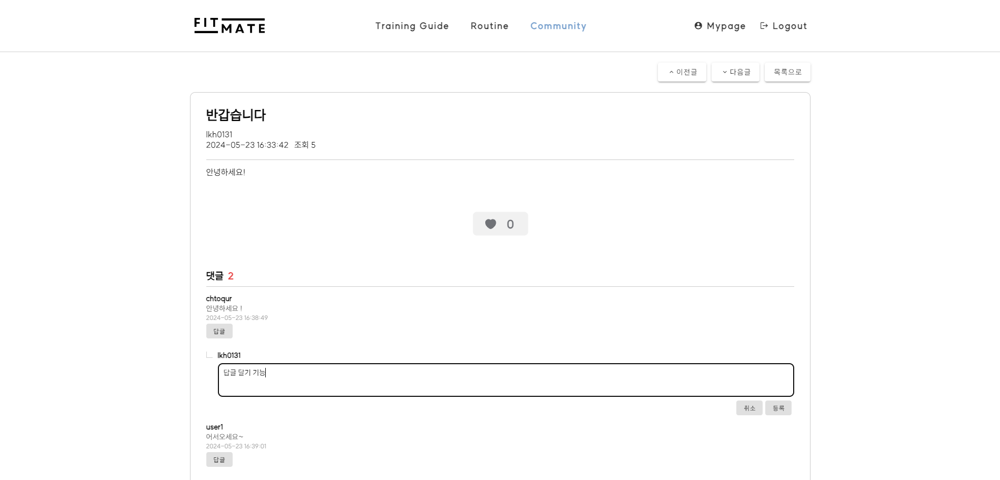 FIT MATE
Training Guide Routine Community
Mypage Logout
이전글 다음글 목록으로
반갑습니다
lkh0131
2024-05-23 16:33:42 조회 5
안녕하세요!
0
댓글 2
chtoqur
안녕하세요 !
2024-05-23 16:38:49
답글
lkh0131
답글 달기 기능
취소 등록
user1
어서오세요~
2024-05-23 16:39:01
답글